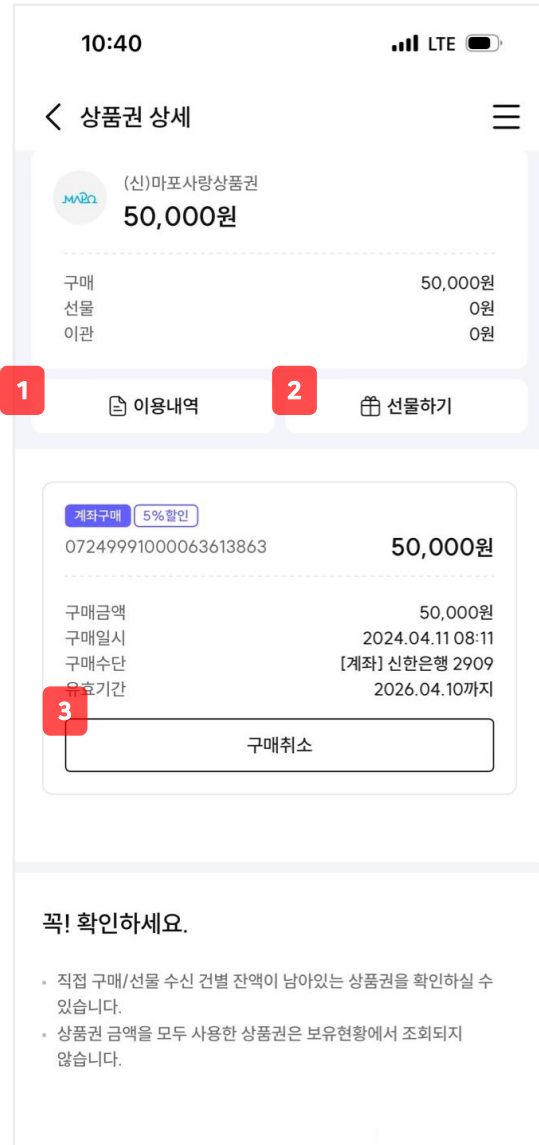 10:40
LTE
상품권 상세
MAPO
(신)마포사랑상품권
50,000원
구매 50,000원
선물 0원
이관 0원
1
이용내역
2
선물하기
계좌구매 5%할인
07249991000063613863 50,000원
구매금액 50,000원
구매일시 2024.04.11 08:11
구매수단 [계좌] 신한은행 2909
유효기간 2026.04.10까지
3
구매취소
꼭! 확인하세요.
직접 구매/선물 수신 건별 잔액이 남아있는 상품권을 확인하실 수
있습니다.
상품권 금액을 모두 사용한 상품권은 보유현황에서 조회되지
않습니다.